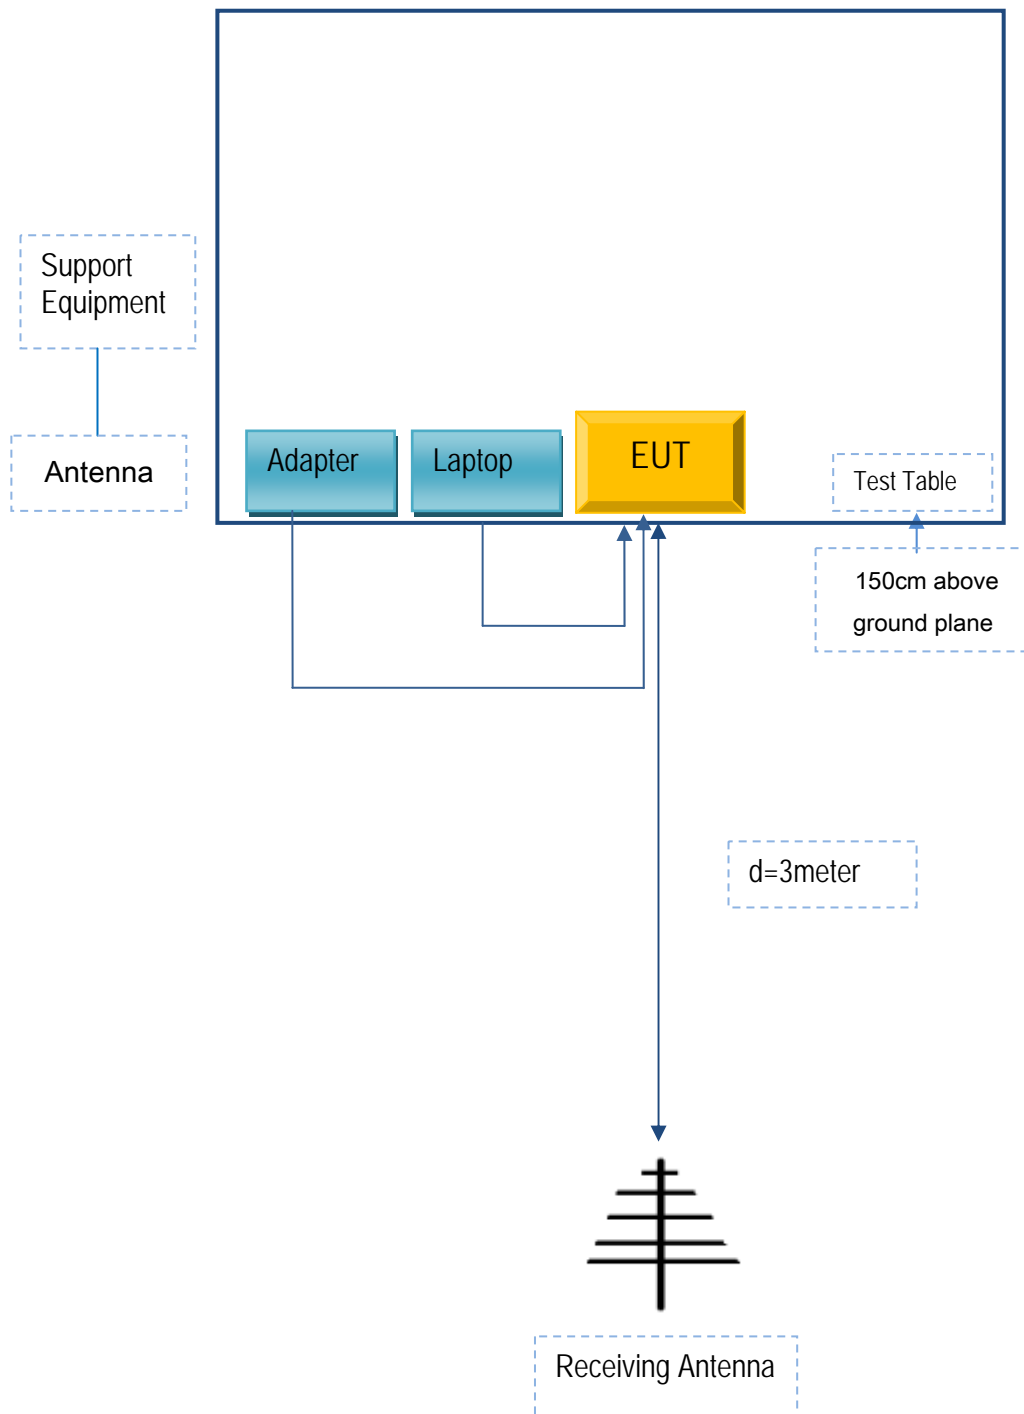 Support
Equipment
Antenna
Adapter
Laptop
EUT
Test Table
150cm above
ground plane
d=3meter
Receiving Antenna